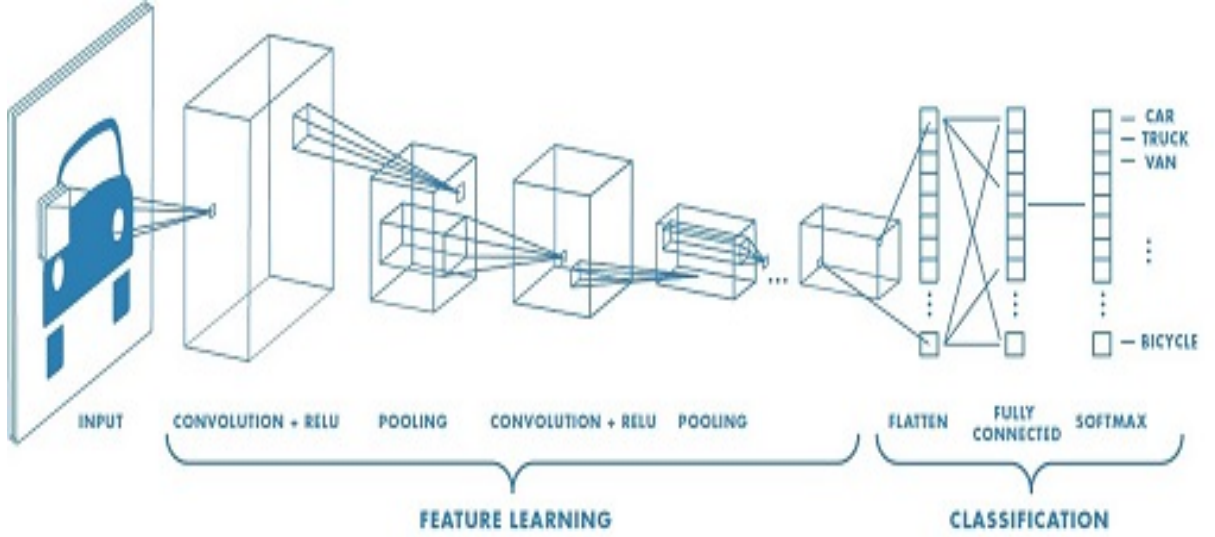 CAR
TRUCK
VAN
BICYCLE
INPUT
CONVOLUTION + RELU
POOLING
CONVOLUTION + RELU
POOLING
FLATTEN
FULLY
CONNECTED
SOFTMAX
FEATURE LEARNING
CLASSIFICATION